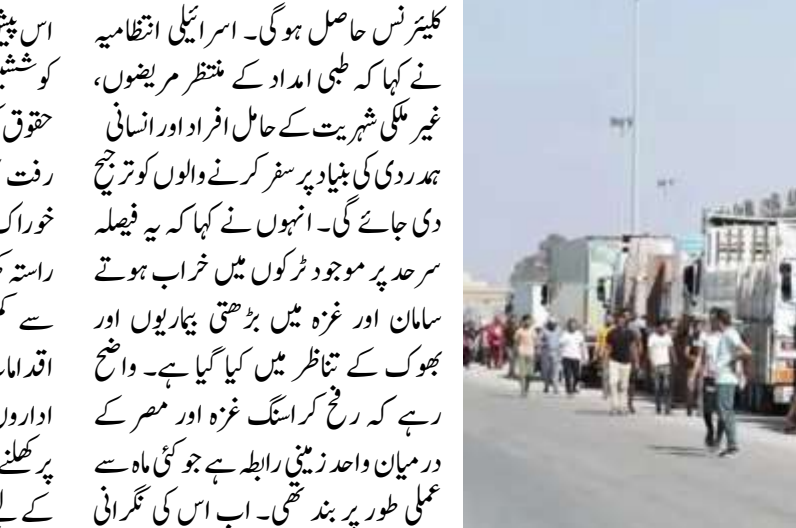 کلیئرنس حاصل ہوگی۔ اسرائیلی انتظامیہ
نے کہا کہ طبی امداد کے منتظر مریضوں،
غیر ملکی شہریت کے حامل افراد اور انسانی
ہمدردی کی بنیاد پر سفر کرنے والوں کو ترجیح
دی جائے گی۔ انہوں نے کہا کہ یہ فیصلہ
سرحد پر موجود ٹرکوں میں خراب ہوتے
سامان اور غزہ میں بڑھتی بیماریوں اور
بھوک کے تناظر میں کیا گیا ہے۔ واضح
رہے کہ رفح کراسنگ غزہ اور مصر کے
درمیان واحد زمینی رابطہ ہے جو کئی ماہ سے
عملی طور پر بند تھی۔ اب اس کی نگرانی
اس
حقوق
رفت
خوراک
راستہ
سے
پر کھلنے
کے